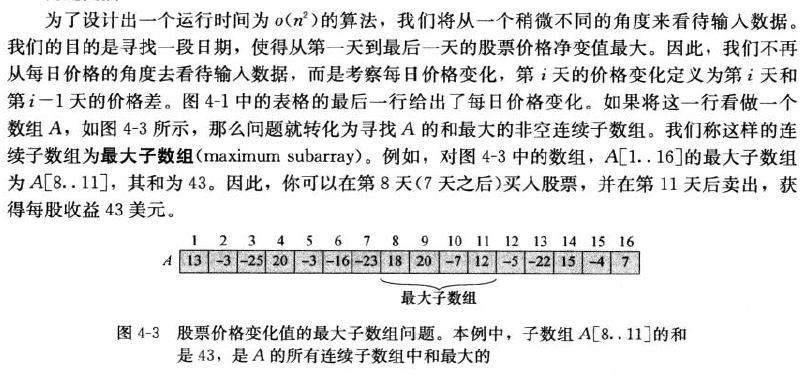 为了设计出一个运行时间为 o(n²)的算法，我们将从一个稍微不同的角度来看待输入数据。
我们的目的是寻找一段日期，使得从第一天到最后一天的股票价格净变值最大。因此，我们不再
从每日价格的角度去看待输入数据，而是考察每日价格变化，第 i 天的价格变化定义为第 i 天和
第 i－1 天的价格差。图 4-1 中的表格的最后一行给出了每日价格变化。如果将这一行看做一个
数组 A，如图 4-3 所示，那么问题就转化为寻找 A 的和最大的非空连续子数组。我们称这样的连
续子数组为最大子数组(maximum subarray)。例如，对图 4-3 中的数组，A[1..16]的最大子数组
为 A[8..11]，其和为 43。因此，你可以在第 8 天(7 天之后)买入股票，并在第 11 天后卖出，获
得每股收益 43 美元。
1 2 3 4 5 6 7 8 9 10 11 12 13 14 15 16
A 13 -3 -25 20 -3 -16 -23 18 20 -7 12 -5 -22 15 -4 7
最大子数组
图 4-3 股票价格变化值的最大子数组问题。本例中，子数组 A[8..11]的和
是 43，是 A 的所有连续子数组中和最大的